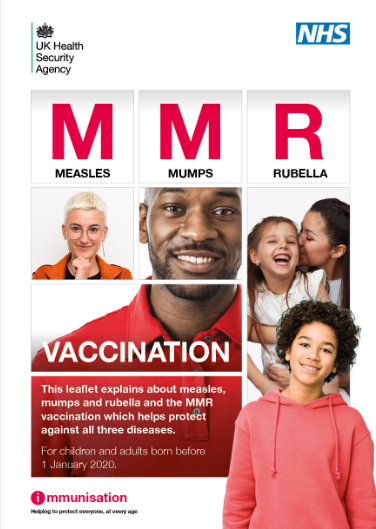 UK Health
Security
Agency
NHS
M M R
MEASLES MUMPS RUBELLA
VACCINATION
This leaflet explains about measles,
mumps and rubella and the MMR
vaccination which helps protect
against all three diseases.
For children and adults born before
1 January 2020.
immunisation
Helping to protect everyone, at every age